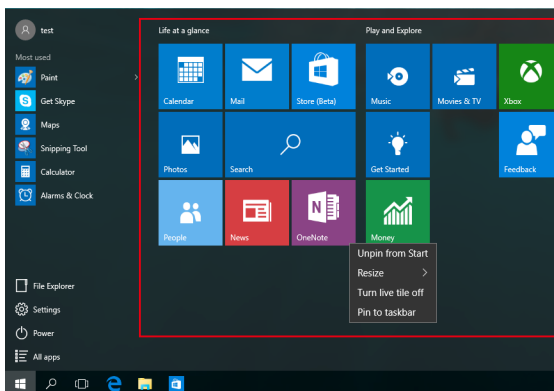 test
Most used
Paint
Get Skype
Maps
Snipping Tool
Calculator
Alarms & Clock
File Explorer
Settings
Power
All apps
Life at a glance
Play and Explore
Calendar
Mail
Store (Beta)
Music
Movies & TV
Xbox
Photos
Search
Get Started
Feedback
People
News
OneNote
Money
Unpin from Start
Resize
Turn live tile off
Pin to taskbar